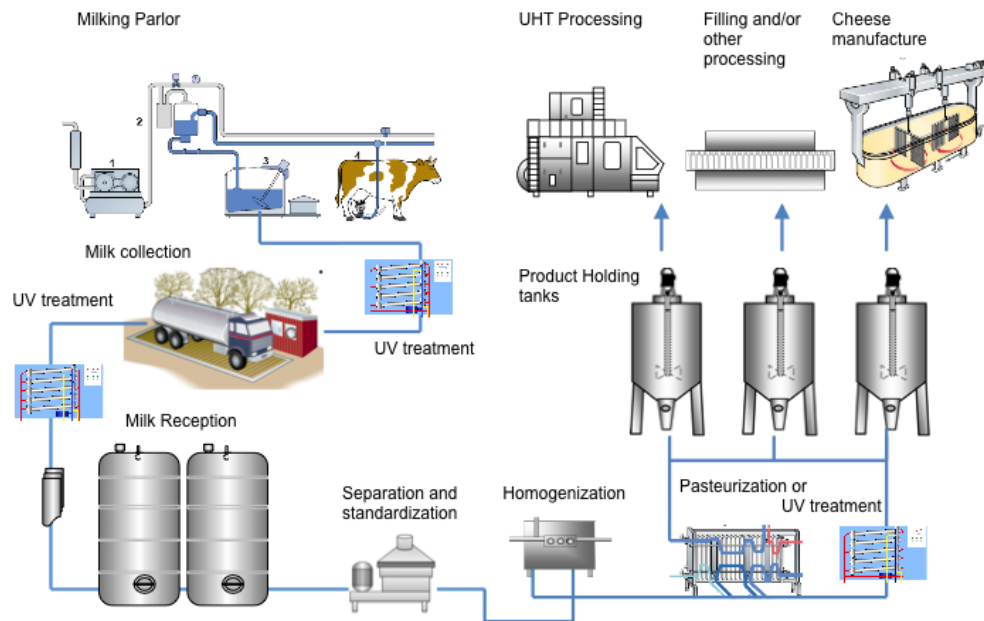 Milking Parlor
UHT Processing
Filling and/or
other
processing
Cheese
manufacture
2
1
3
4
Milk collection
UV treatment
UV treatment
Product Holding
tanks
Milk Reception
Separation and
standardization
Homogenization
Pasteurization or
UV treatment